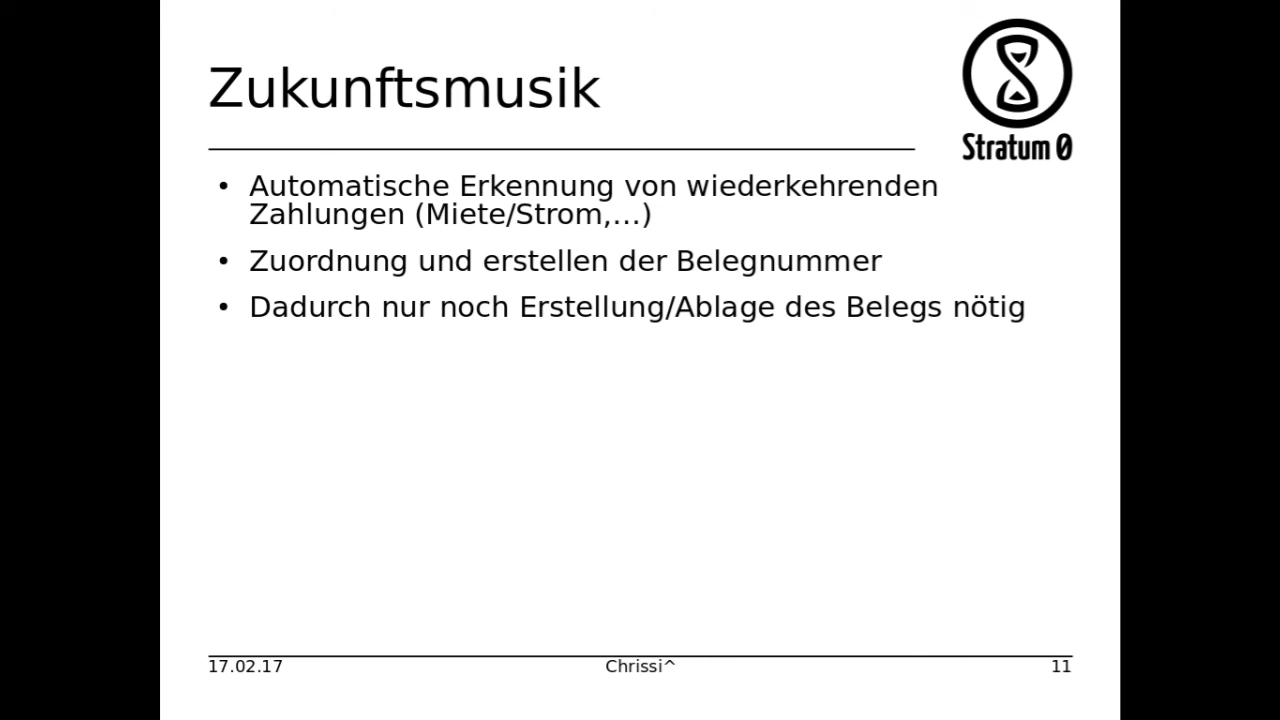 Zukunftsmusik
Stratum 0
• Automatische Erkennung von wiederkehrenden
Zahlungen (Miete/Strom,...)
• Zuordnung und erstellen der Belegnummer
• Dadurch nur noch Erstellung/Ablage des Belegs nötig
17.02.17
Chrissi^
11